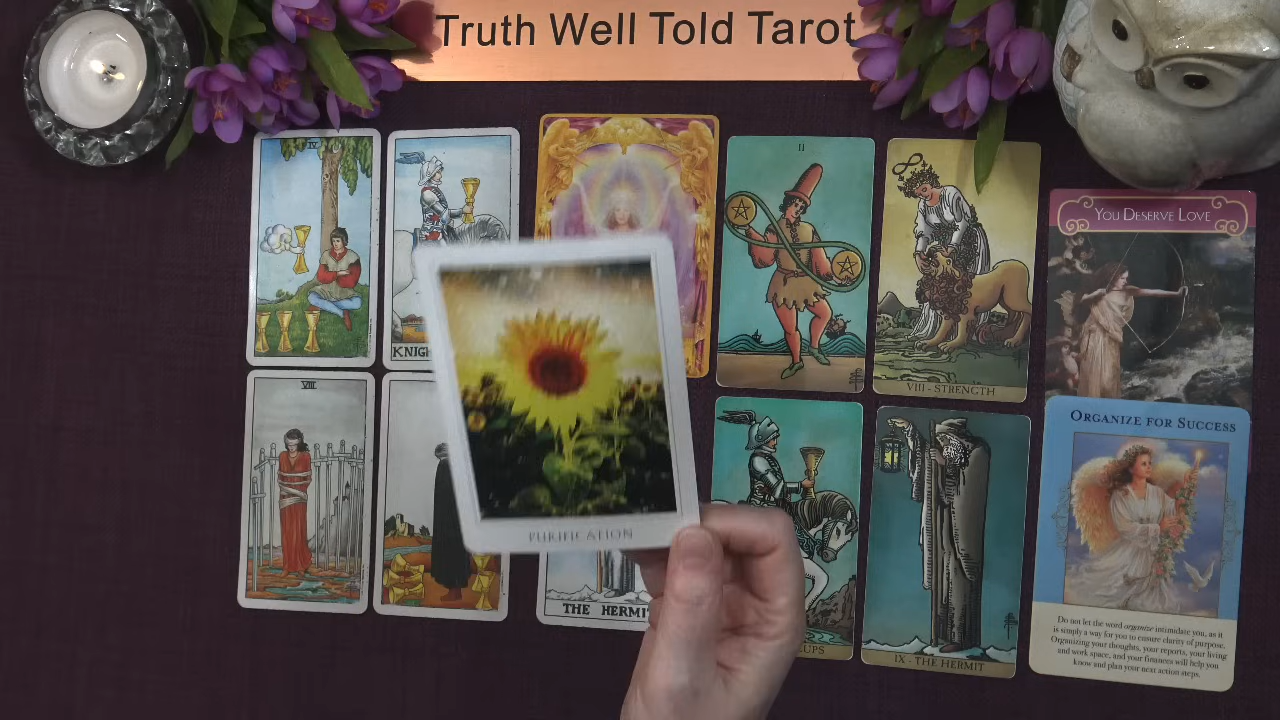 Truth Well Told Tarot
IV
KNIGH
II
VIII - STRENGTH
YOU DESERVE LOVE
VIII
PURIFICATION
THE HERMIT
CUPS
IX - THE HERMIT
ORGANIZE FOR SUCCESS
Do not let the word organize intimidate you, as it
is simply a way for you to ensure clarity of purpose.
Organizing your thoughts, your reports, your living
and work space, and your finances will help you
know and plan your next action steps.